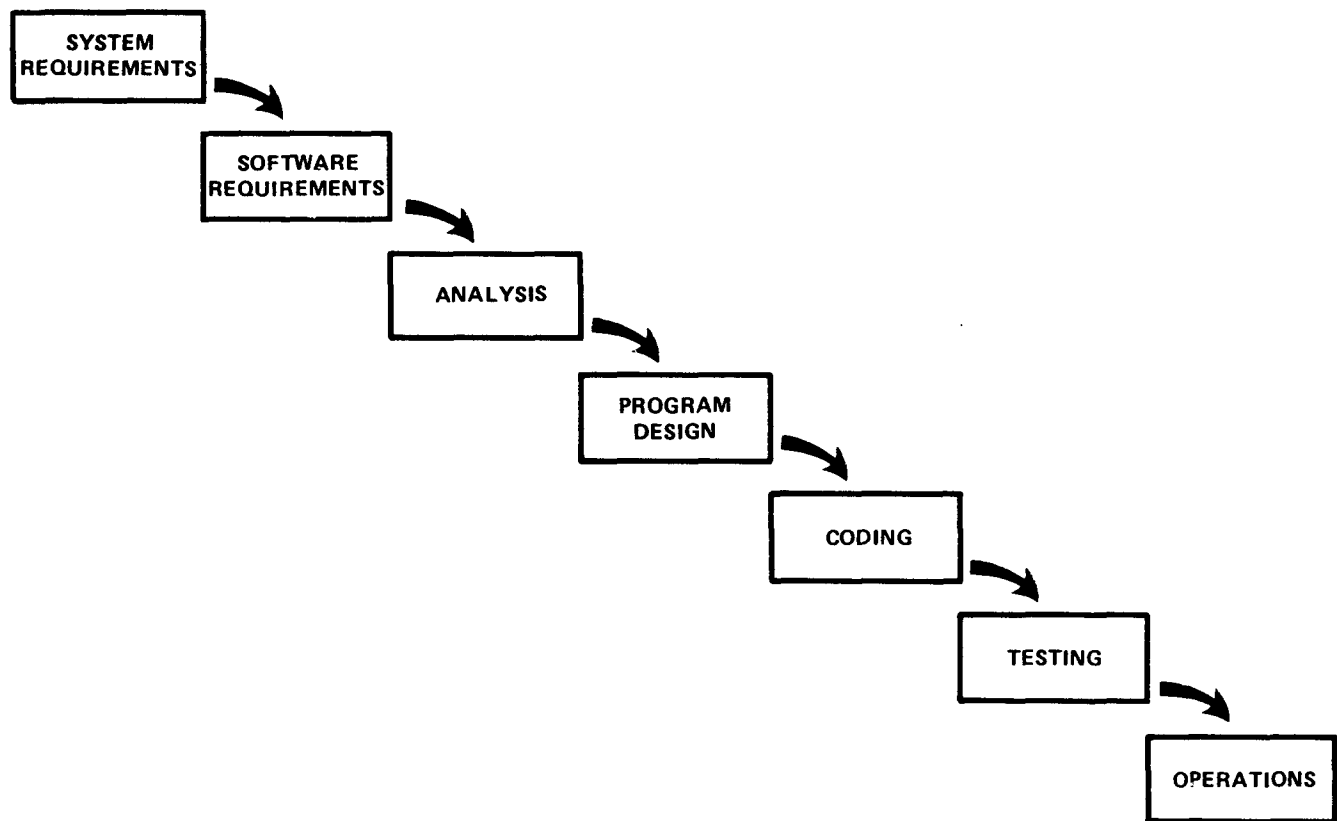 SYSTEM
REQUIREMENTS
SOFTWARE
REQUIREMENTS
ANALYSIS
PROGRAM
DESIGN
CODING
TESTING
OPERATIONS